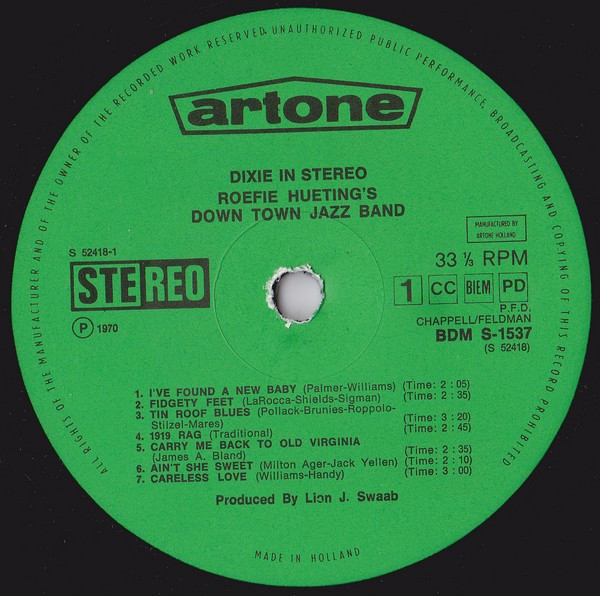 ALL RIGHTS OF THE MANUFACTURER AND OF THE OWNER OF THE RECORDED WORK RESERVED. UNAUTHORIZED PUBLIC PERFORMANCE, BROADCASTING AND COPYING OF THIS RECORD PROHIBITED
artone
DIXIE IN STEREO
ROEFIE HUETING'S
DOWN TOWN JAZZ BAND
MANUFACTURED BY
ARTONE HOLLAND
S 52418-1
STEREO
P 1970
33 ⅓ RPM
1 CC BIEM PD
P.F.D.
CHAPPELL/FELDMAN
BDM S-1537
(S 52418)
1. I'VE FOUND A NEW BABY (Palmer-Williams) (Time: 2 : 05)
2. FIDGETY FEET (LaRocca-Shields-Sigman) (Time: 2 : 35)
3. TIN ROOF BLUES (Pollack-Brunies-Roppolo-
Stilzel-Mares) (Time: 3 : 20)
4. 1919 RAG (Traditional) (Time: 2 : 45)
5. CARRY ME BACK TO OLD VIRGINIA
(James A. Bland) (Time: 2 : 35)
6. AIN'T SHE SWEET (Milton Ager-Jack Yellen) (Time: 2 : 10)
7. CARELESS LOVE (Williams-Handy) (Time: 3 : 00)
Produced By Lion J. Swaab
MADE IN HOLLAND